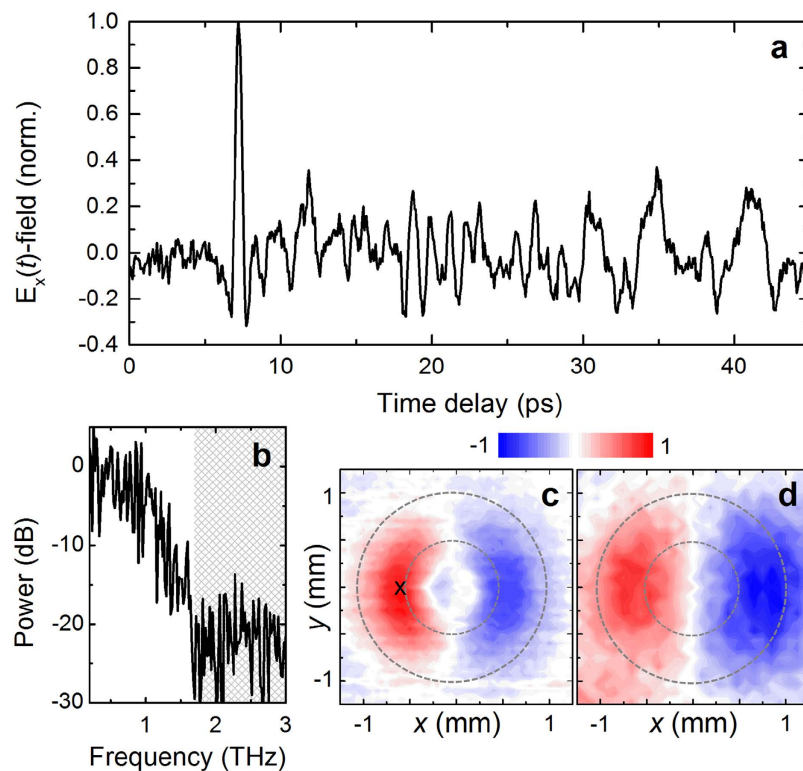 a
1.0
0.8
0.6
0.4
0.2
0.0
-0.2
-0.4
Ex(t)-field (norm.)
0 10 20 30 40
Time delay (ps)
b
0
-10
-20
-30
Power (dB)
1 2 3
Frequency (THz)
-1 1
c
1
0
-1
y (mm)
-1 x (mm) 1
d
-1 x (mm) 1
x